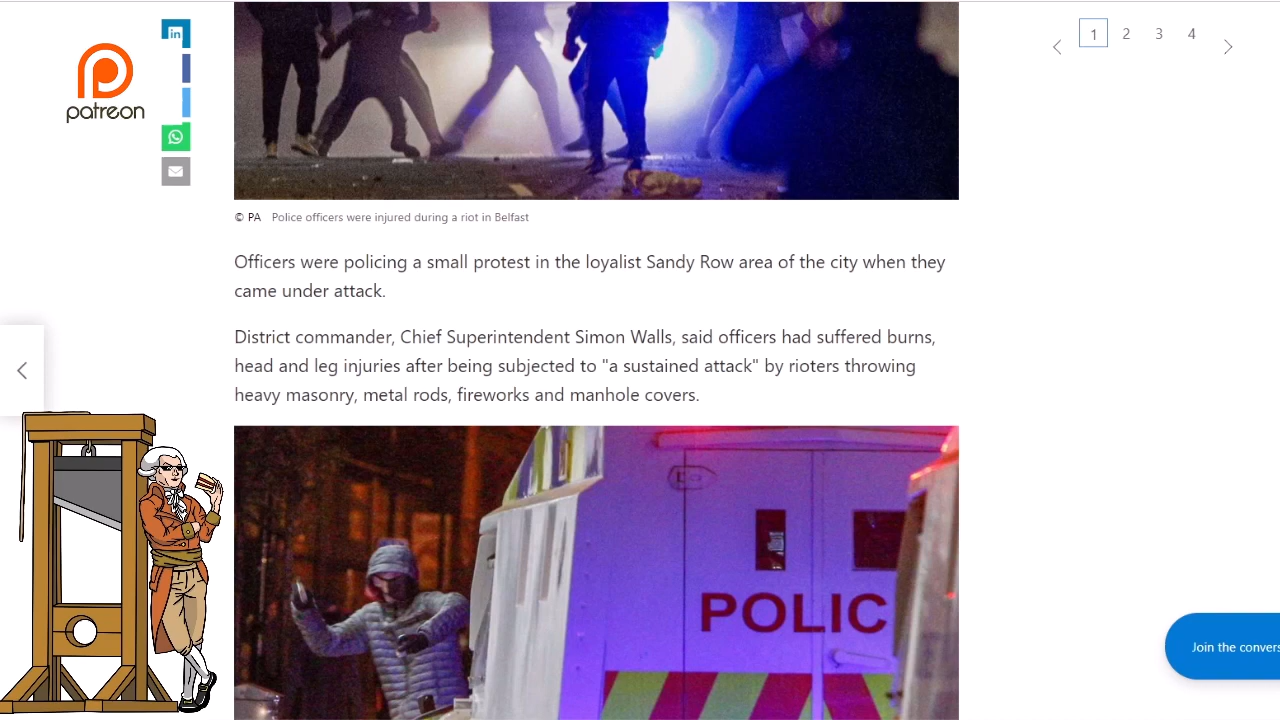 in
patreon
1 2 3 4
© PA Police officers were injured during a riot in Belfast
Officers were policing a small protest in the loyalist Sandy Row area of the city when they
came under attack.
District commander, Chief Superintendent Simon Walls, said officers had suffered burns,
head and leg injuries after being subjected to "a sustained attack" by rioters throwing
heavy masonry, metal rods, fireworks and manhole covers.
POLIC
Join the convers